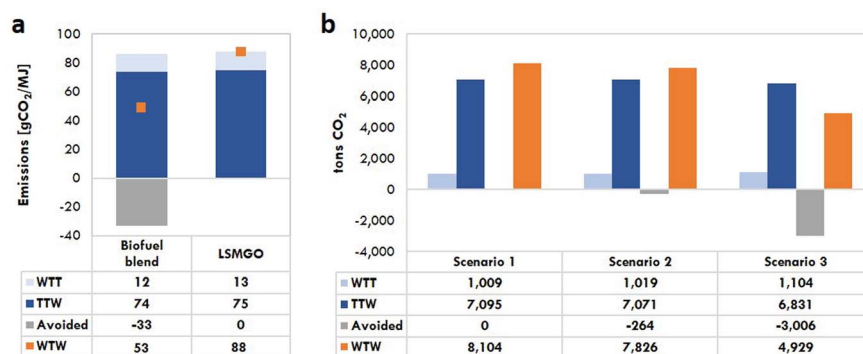 a
Emissions [gCO2/MJ]
100
80
60
40
20
0
-20
-40
Biofuel blend LSMGO
WTT 12 13
TTW 74 75
Avoided -33 0
WTW 53 88
b
tons CO2
10,000
8,000
6,000
4,000
2,000
0
-2,000
-4,000
Scenario 1 Scenario 2 Scenario 3
WTT 1,009 1,019 1,104
TTW 7,095 7,071 6,831
Avoided 0 -264 -3,006
WTW 8,104 7,826 4,929